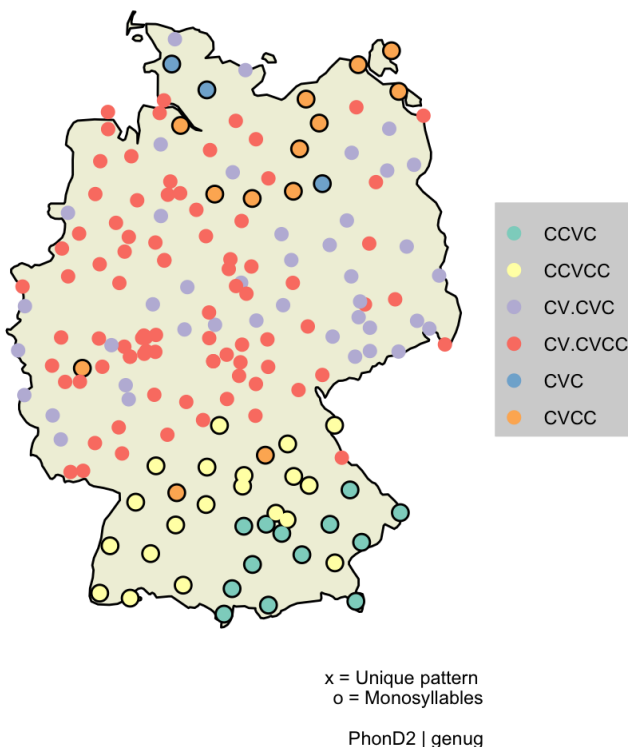 CCVC
CCVCC
CV.CVC
CV.CVCC
CVC
CVCC
x = Unique pattern
o = Monosyllables
PhonD2 | genug